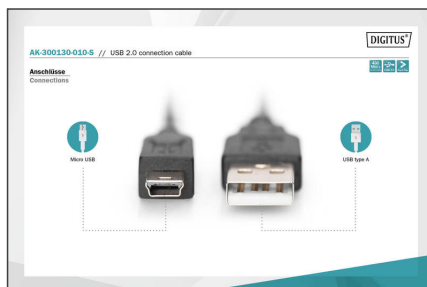 DIGITUS®
AK-300130-010-S // USB 2.0 connection cable
Anschlüsse
Connections
Micro USB
USB type A